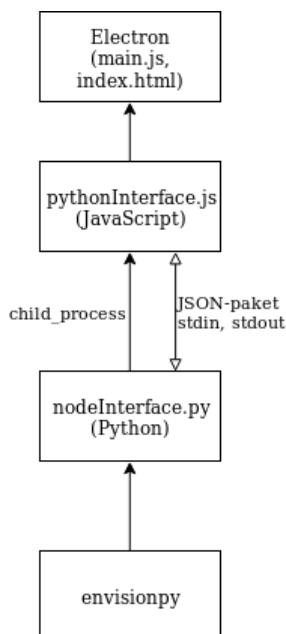 Electron
(main.js,
index.html)
pythonInterface.js
(JavaScript)
child_process
JSON-paket
stdin, stdout
nodeInterface.py
(Python)
envisionpy